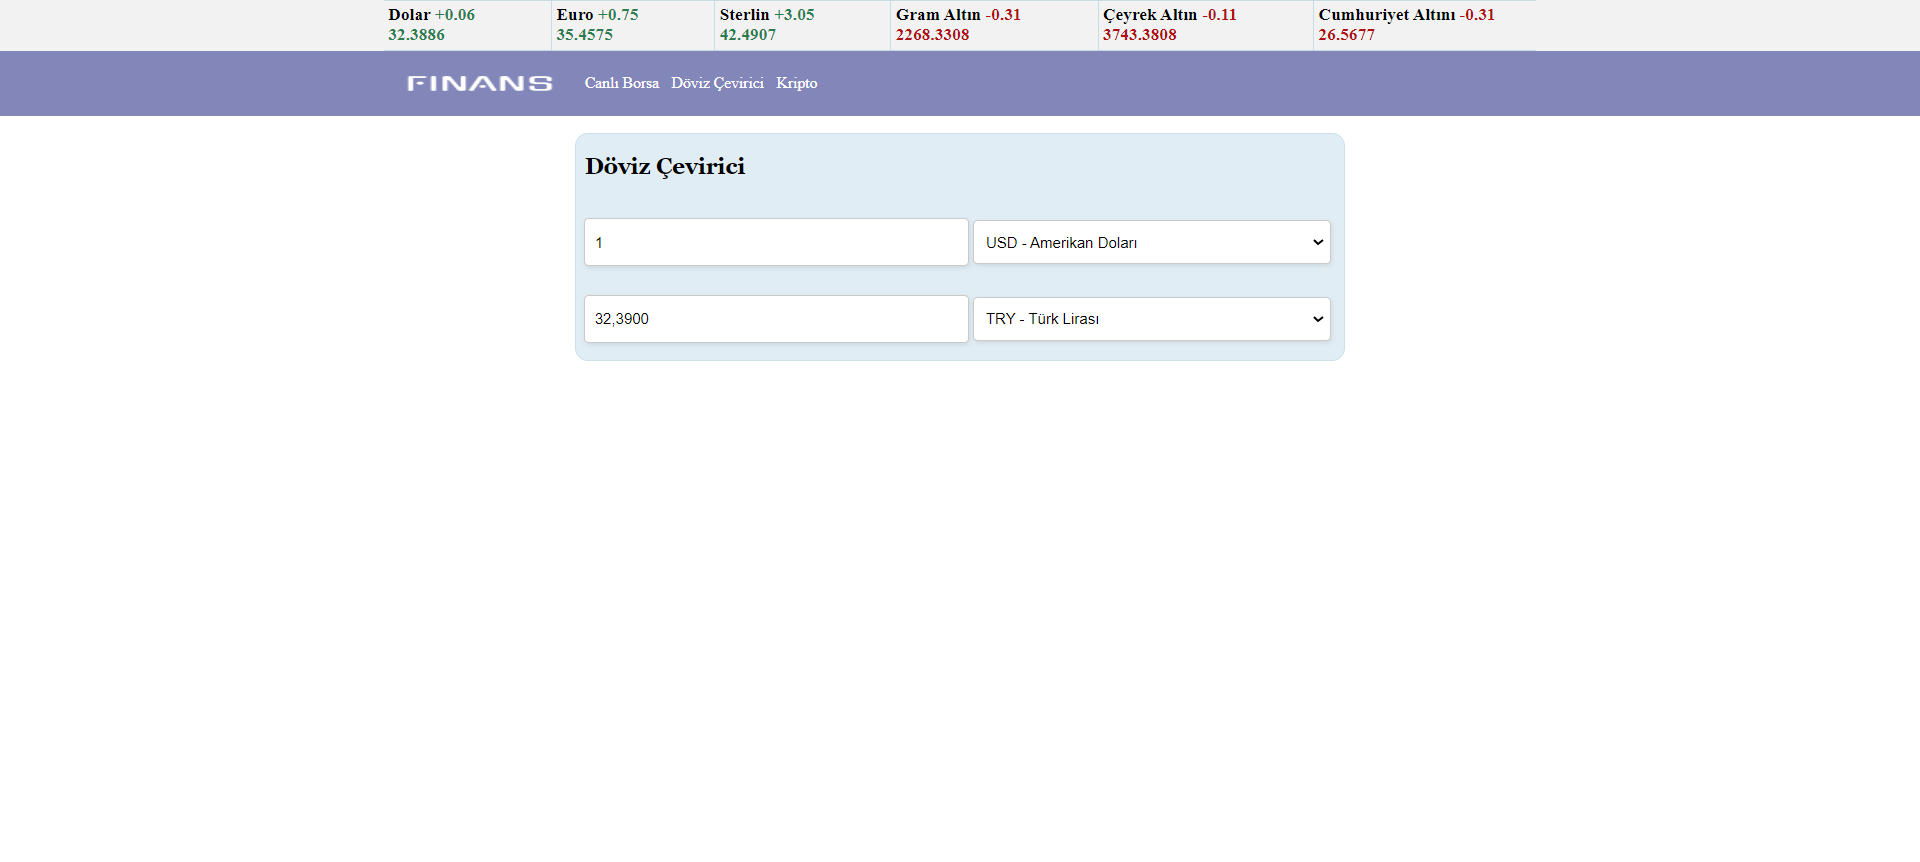 Dolar +0.06
32.3886
Euro +0.75
35.4575
Sterlin +3.05
42.4907
Gram Altın -0.31
2268.3308
Çeyrek Altın -0.11
3743.3808
Cumhuriyet Altını -0.31
26.5677
FINANS
Canlı Borsa Döviz Çevirici Kripto
Döviz Çevirici
1
USD - Amerikan Doları
32,3900
TRY - Türk Lirası